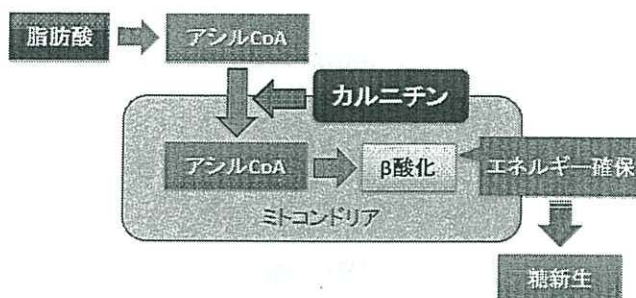 脂肪酸
アシルCoA
カルニチン
アシルCoA
β酸化
エネルギー確保
ミトコンドリア
糖新生